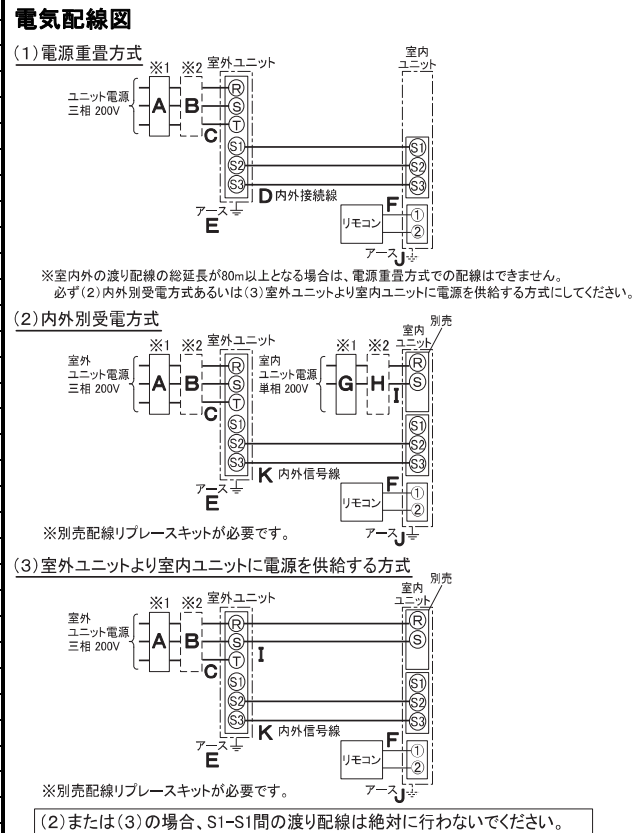 電気配線図
(1)電源重畳方式
※1 ※2 室外ユニット
室内
ユニット
ユニット電源
三相 200V
A B
C
R
S
T
S1 S1
S2 S2
S3 S3
D 内外接続線
アース
E
リモコン
F
①
②
アース J
※室内外の渡り配線の総延長が80m以上となる場合は、電源重畳方式での配線はできません。
必ず(2)内外別受電方式あるいは(3)室外ユニットより室内ユニットに電源を供給する方式にしてください。
(2)内外別受電方式
※1 ※2 室外ユニット
※1 ※2
室内
ユニット
別売
室外
ユニット電源
三相 200V
A B
C
R
S
T
S1
S2
S3
室内
ユニット電源
単相 200V
G H
I
R
S
S1
S2
S3
K 内外信号線
アース
E
リモコン
F
①
②
アース J
※別売配線リプレースキットが必要です。
(3)室外ユニットより室内ユニットに電源を供給する方式
※1 ※2 室外ユニット
室内
ユニット
別売
室外
ユニット電源
三相 200V
A B
C
R R
S S
T
I
S1 S1
S2 S2
S3 S3
K 内外信号線
アース
E
リモコン
F
①
②
アース J
※別売配線リプレースキットが必要です。
(2)または(3)の場合、S1-S1間の渡り配線は絶対に行わないでください。